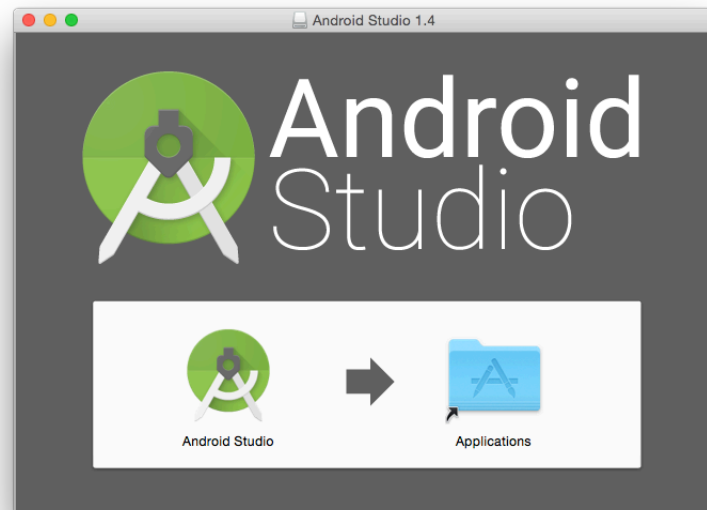 Android Studio 1.4
Android
Studio
Android Studio
Applications